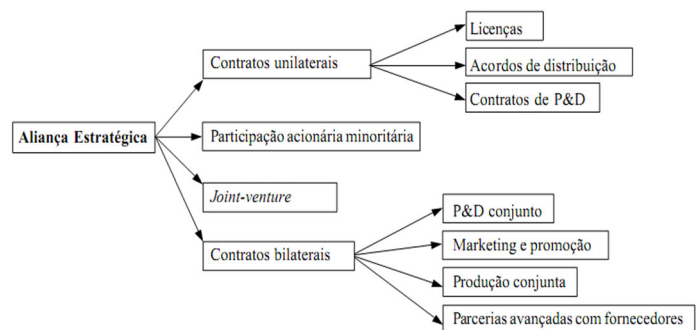 Licenças
Contratos unilaterais
Acordos de distribuição
Contratos de P&D
Aliança Estratégica
Participação acionária minoritária
Joint-venture
P&D conjunto
Marketing e promoção
Contratos bilaterais
Produção conjunta
Parcerias avançadas com fornecedores